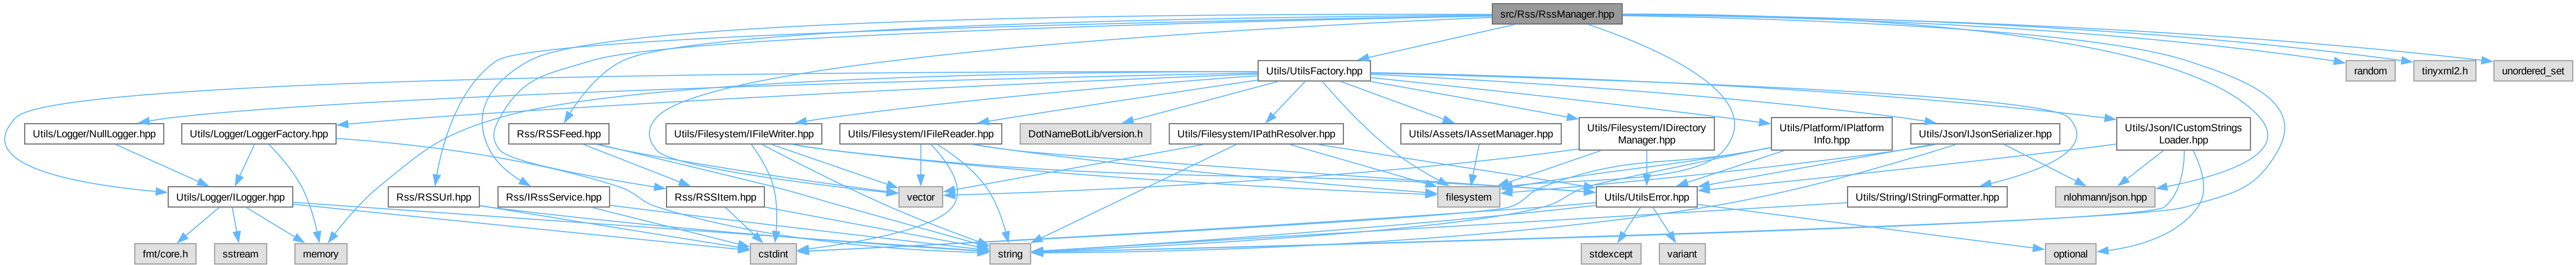 src/Rss/RssManager.hpp
Utils/UtilsFactory.hpp
random
tinyxml2.h
unordered_set
Utils/Logger/NullLogger.hpp
Utils/Logger/LoggerFactory.hpp
Rss/RSSFeed.hpp
Utils/Filesystem/IFileWriter.hpp
Utils/Filesystem/IFileReader.hpp
DotNameBotLib/version.h
Utils/Filesystem/IPathResolver.hpp
Utils/Assets/IAssetManager.hpp
Utils/Filesystem/IDirectory
Manager.hpp
Utils/Platform/IPlatform
Info.hpp
Utils/Json/IJsonSerializer.hpp
Utils/Json/ICustomStrings
Loader.hpp
Utils/Logger/ILogger.hpp
Rss/RSSUrl.hpp
Rss/IRssService.hpp
Rss/RSSItem.hpp
vector
filesystem
Utils/UtilsError.hpp
Utils/String/IStringFormatter.hpp
nlohmann/json.hpp
fmt/core.h
sstream
memory
cstdint
string
stdexcept
variant
optional